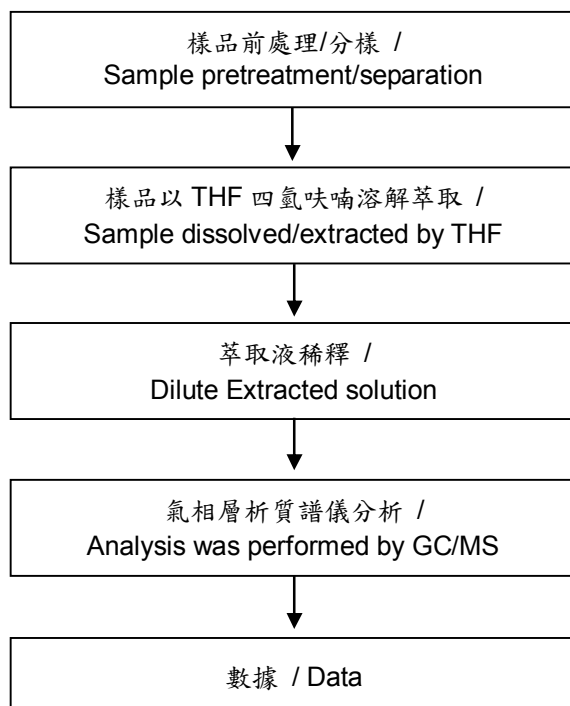 樣品前處理/分樣 /
Sample pretreatment/separation
樣品以 THF 四氫呋喃溶解萃取 /
Sample dissolved/extracted by THF
萃取液稀釋 /
Dilute Extracted solution
氣相層析質譜儀分析 /
Analysis was performed by GC/MS
數據 / Data